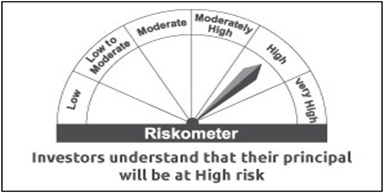 Low
Low to
Moderate
Moderate
Moderately
High
High
very High
Riskometer
Investors understand that their principal
will be at High risk